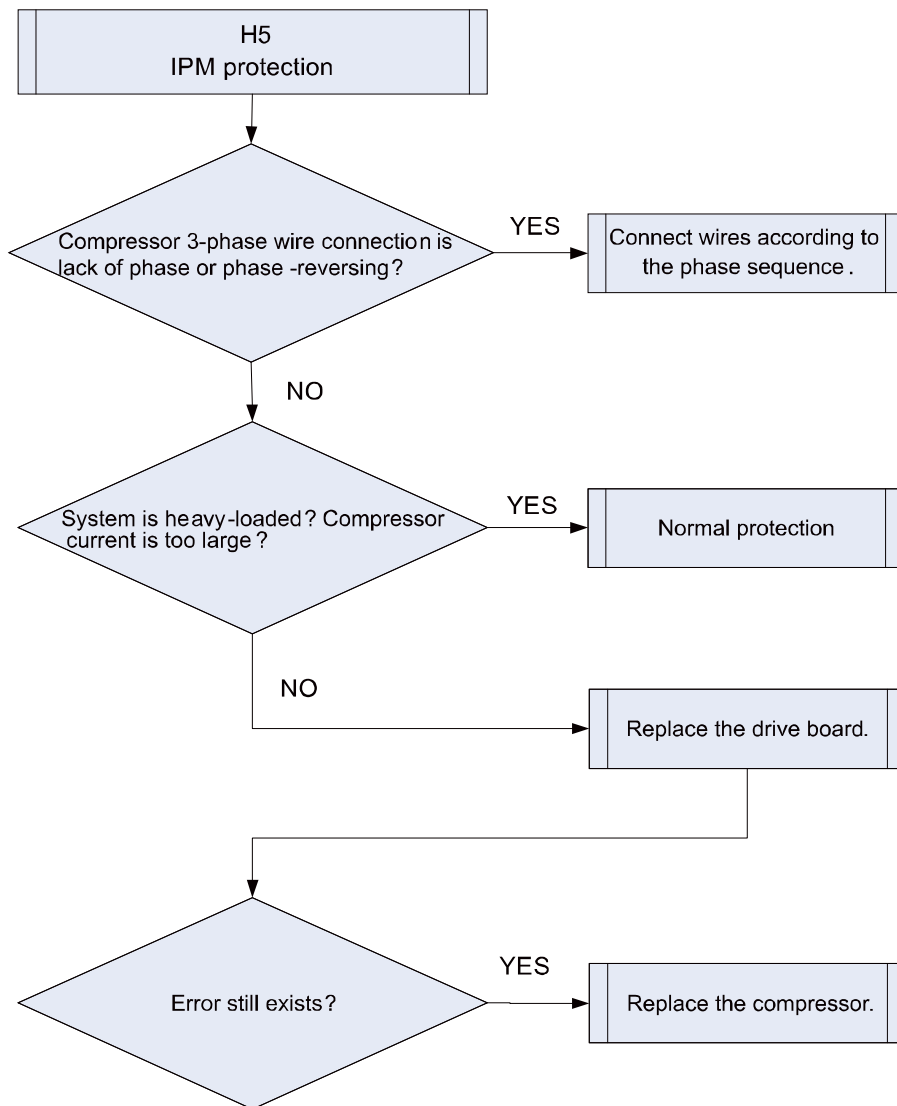 H5
IPM protection
Compressor 3-phase wire connection is
lack of phase or phase -reversing?
YES
Connect wires according to
the phase sequence.
NO
System is heavy-loaded? Compressor
current is too large?
YES
Normal protection
NO
Replace the drive board.
Error still exists?
YES
Replace the compressor.